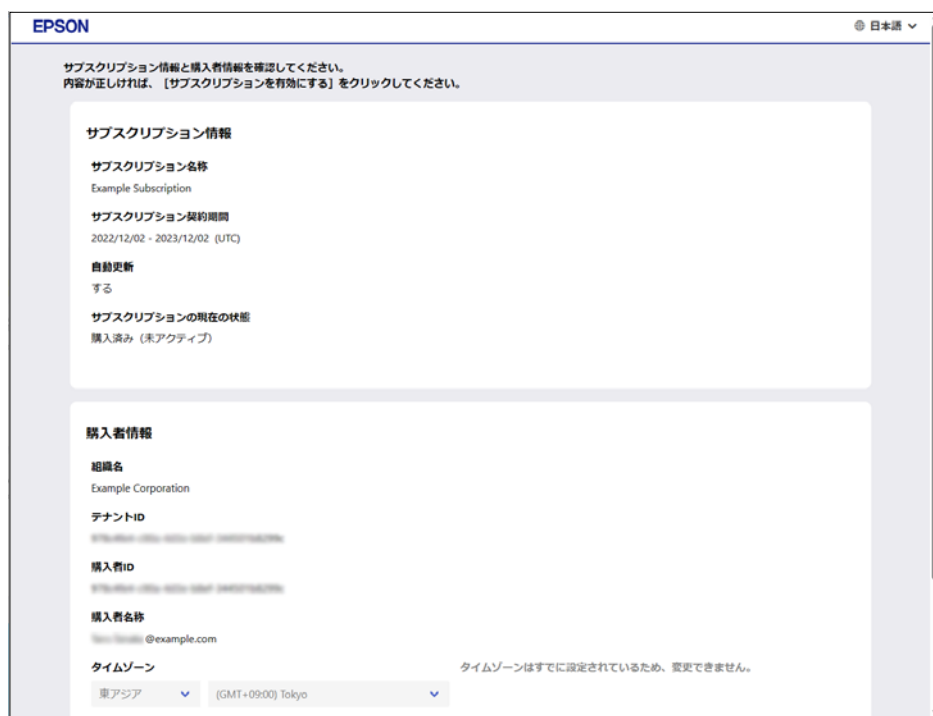 EPSON
日本語
サブスクリプション情報と購入者情報を確認してください。
内容が正しければ、［サブスクリプションを有効にする］をクリックしてください。
サブスクリプション情報
サブスクリプション名称
Example Subscription
サブスクリプション契約期間
2022/12/02 - 2023/12/02 (UTC)
自動更新
する
サブスクリプションの現在の状態
購入済み（未アクティブ）
購入者情報
組織名
Example Corporation
テナントID
購入者ID
購入者名称
@example.com
タイムゾーン
タイムゾーンはすでに設定されているため、変更できません。
東アジア
(GMT+09:00) Tokyo